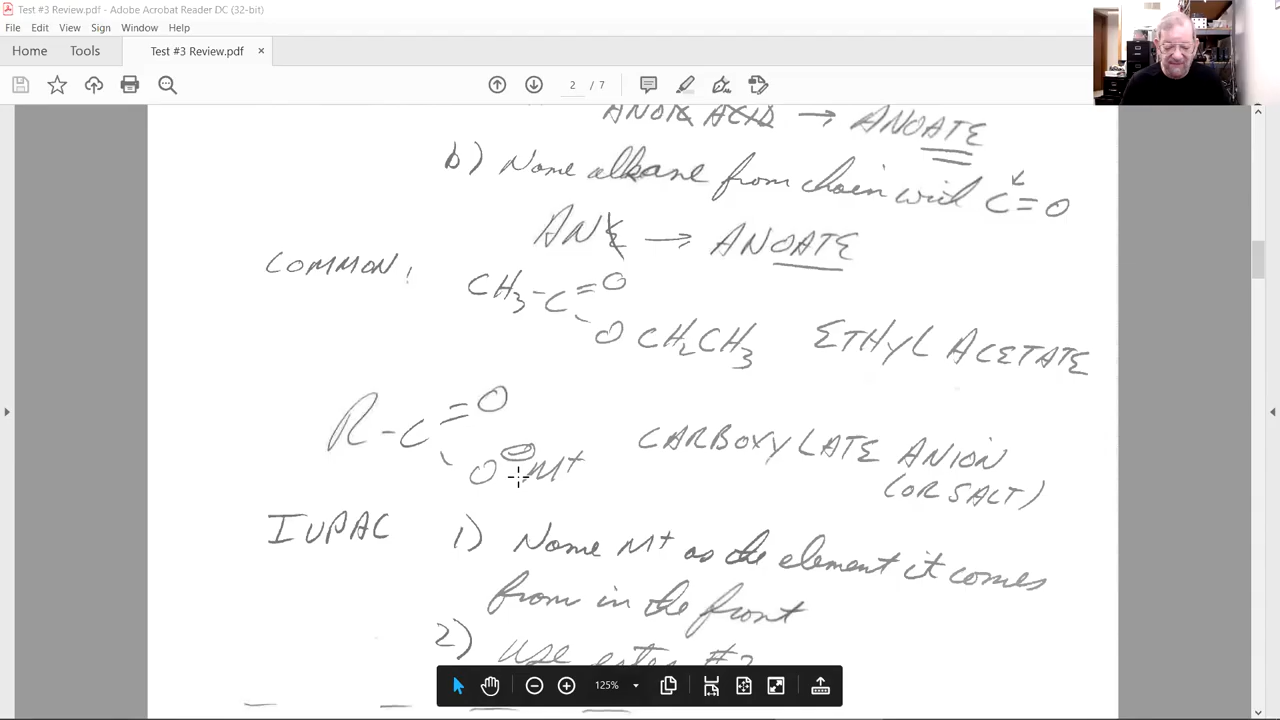 Test #3 Review.pdf - Adobe Acrobat Reader DC (32-bit)
File Edit View Sign Window Help
Home Tools Test #3 Review.pdf ×
2 / 7
ANOIC ACID → ANOATE
b) Name alkane from chain with C=O
ANE → ANOATE
COMMON:
CH3-C=O
OCH2CH3 ETHYL ACETATE
R-C=O
O⊖M+ CARBOXYLATE ANION
(OR SALT)
IUPAC 1) Name M+ as the element it comes
from in the front
2) Use ester #2
125%